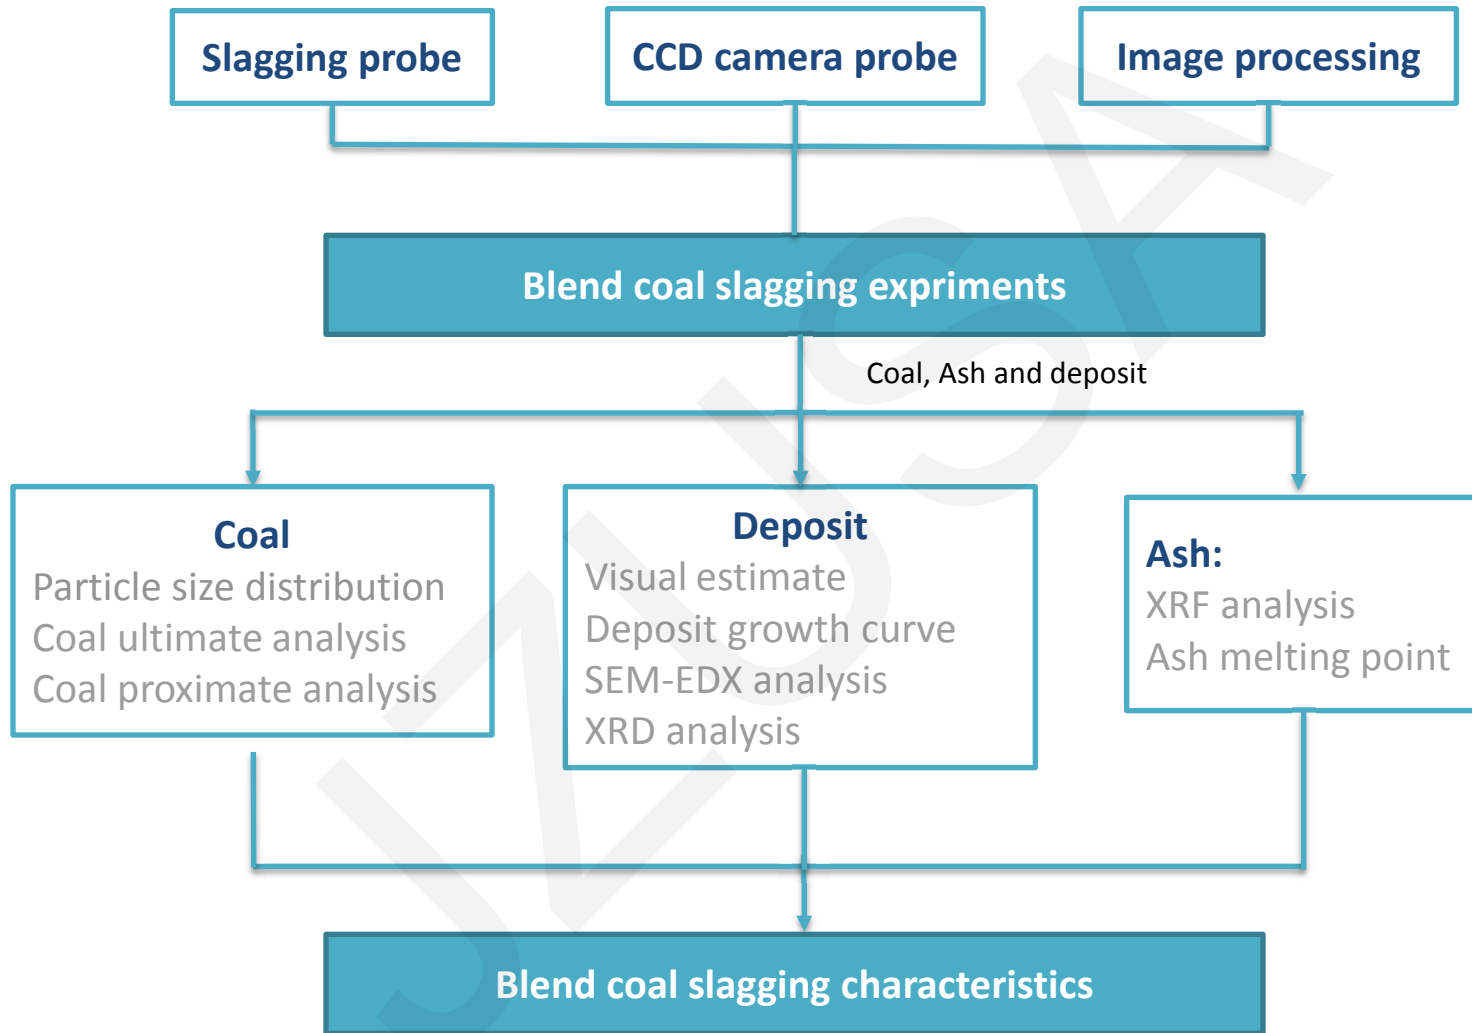 Slagging probe
CCD camera probe
Image processing
Blend coal slagging expriments
Coal, Ash and deposit
Coal
Particle size distribution
Coal ultimate analysis
Coal proximate analysis
Deposit
Visual estimate
Deposit growth curve
SEM-EDX analysis
XRD analysis
Ash:
XRF analysis
Ash melting point
Blend coal slagging characteristics
JZUSA